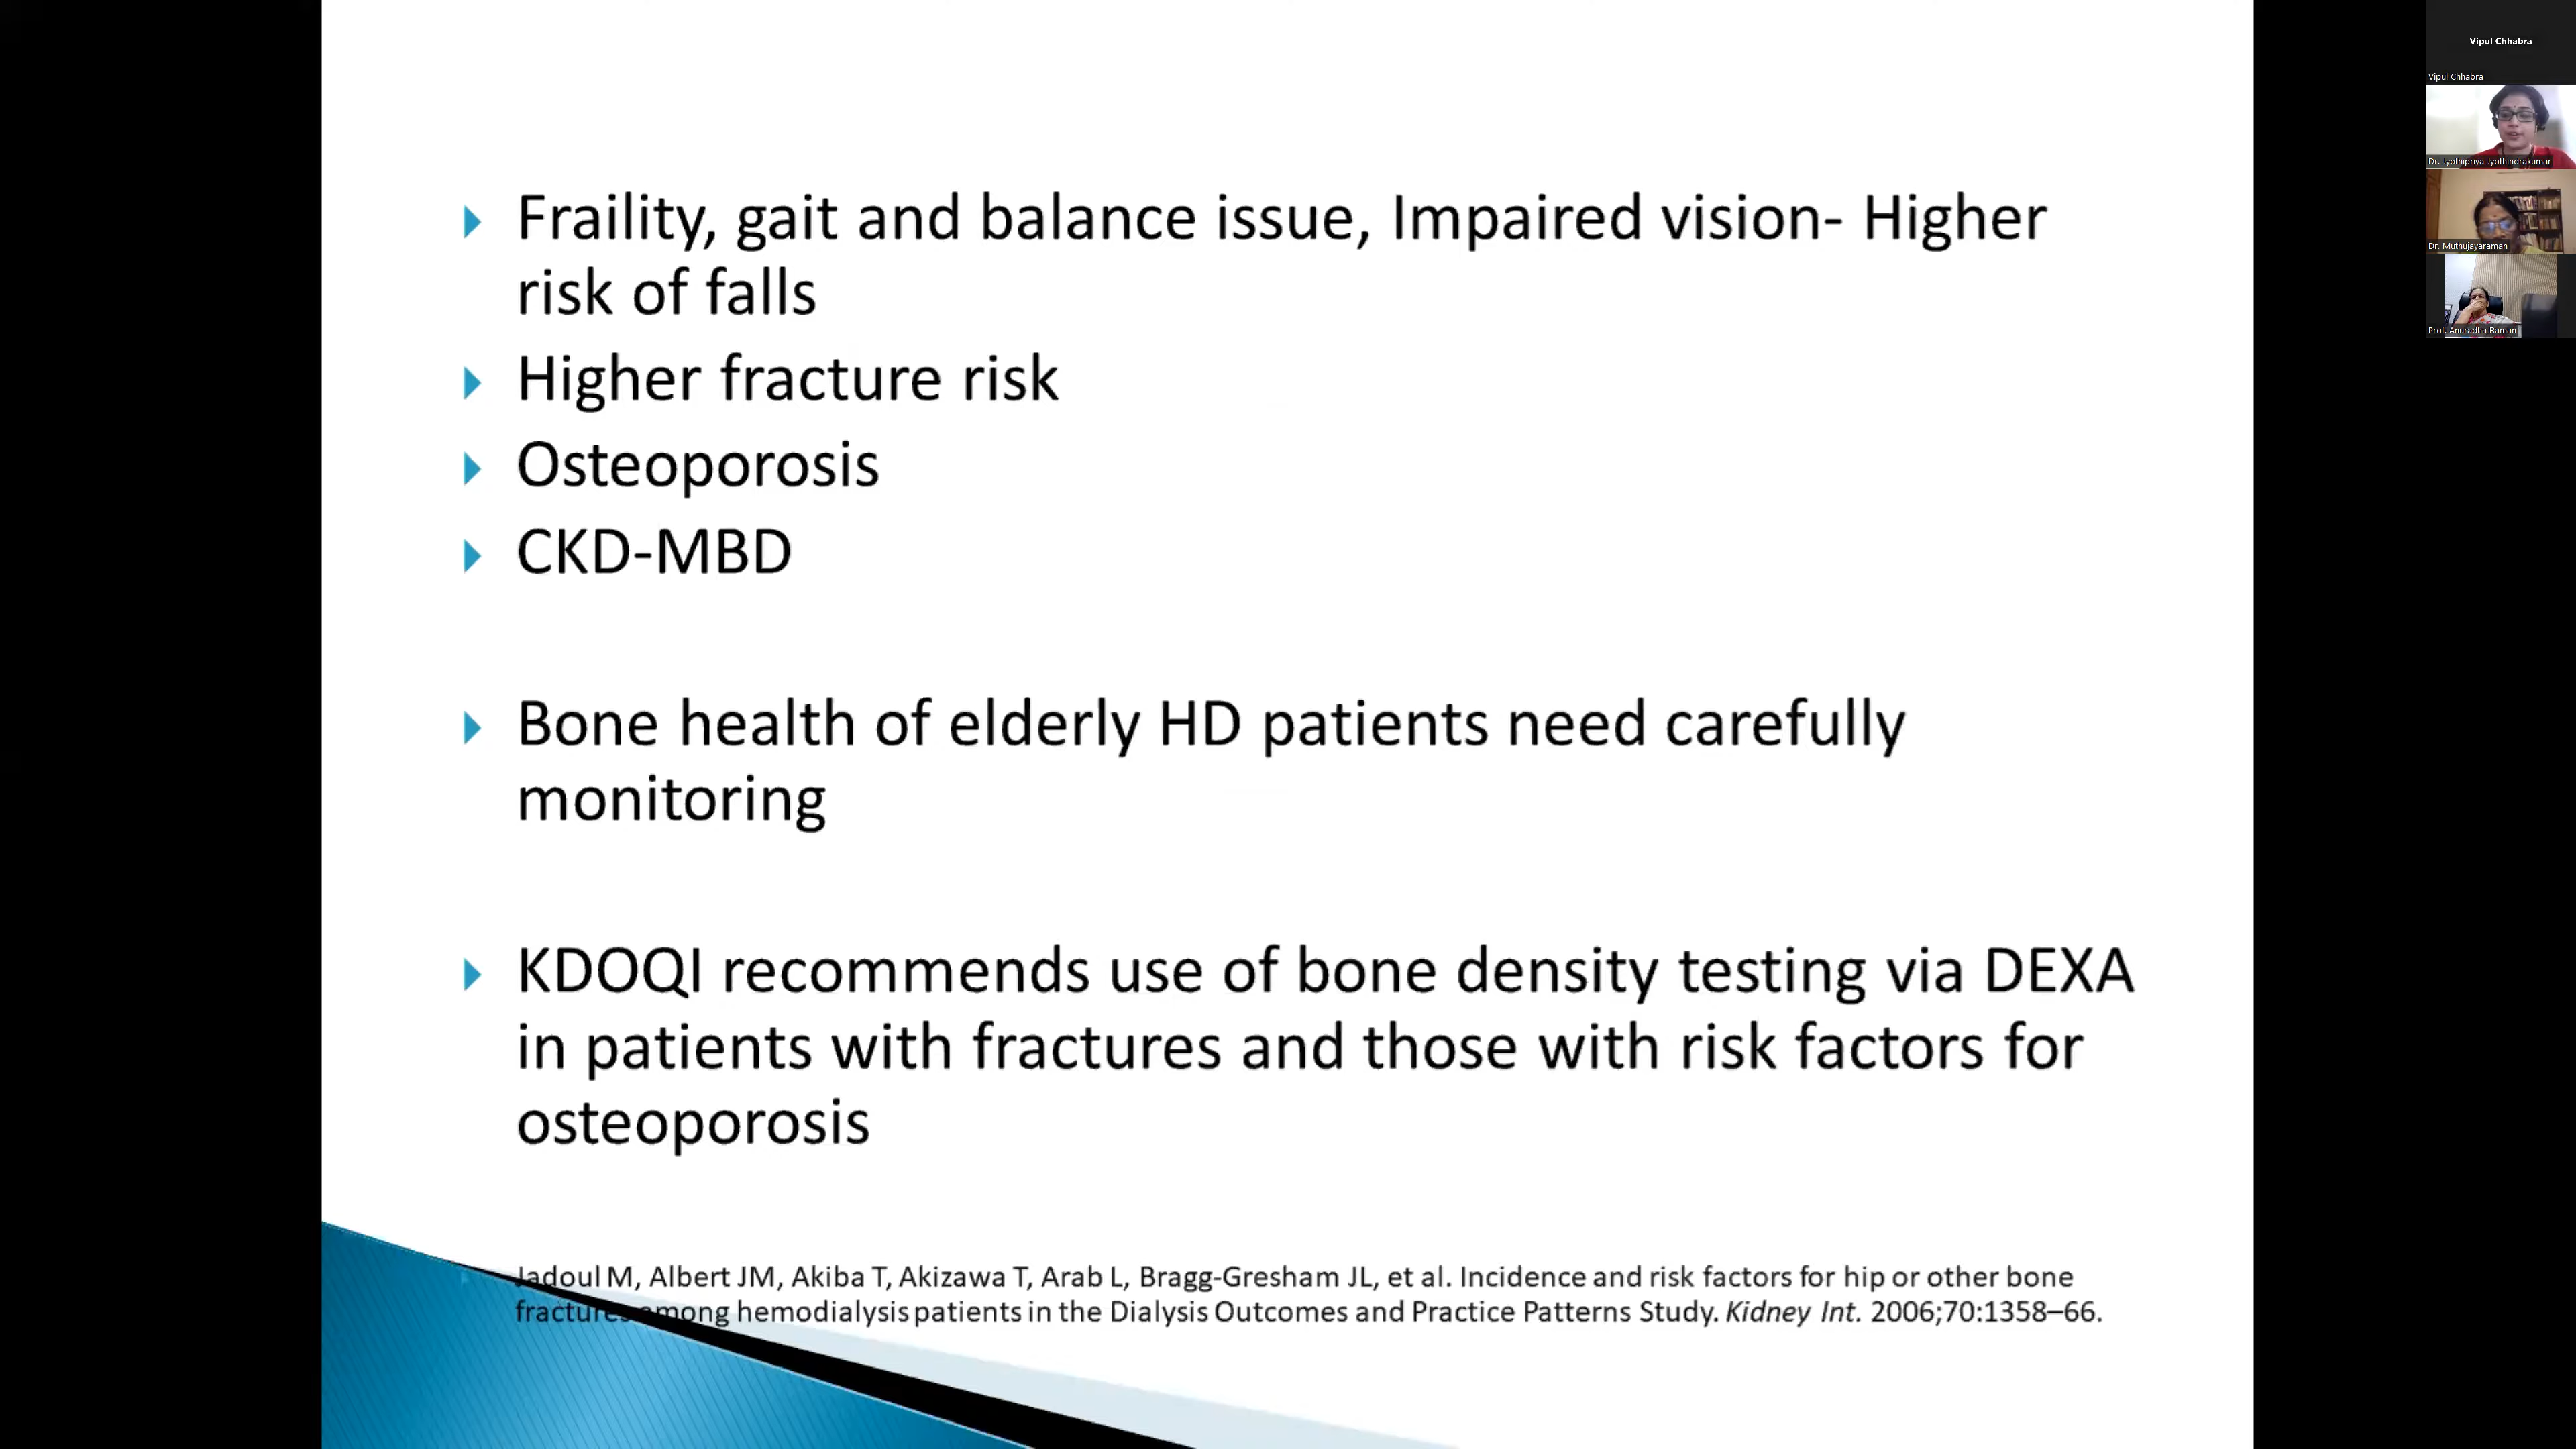 Fraility, gait and balance issue, Impaired vision- Higher
risk of falls
Higher fracture risk
Osteoporosis
CKD-MBD
Bone health of elderly HD patients need carefully
monitoring
KDOQI recommends use of bone density testing via DEXA
in patients with fractures and those with risk factors for
osteoporosis
Jadoul M, Albert JM, Akiba T, Akizawa T, Arab L, Bragg-Gresham JL, et al. Incidence and risk factors for hip or other bone
fractures among hemodialysis patients in the Dialysis Outcomes and Practice Patterns Study. Kidney Int. 2006;70:1358–66.
Vipul Chhabra
Vipul Chhabra
Dr. Jyothipriya Jyothindrakumar
Dr. Muthujayaraman
Prof. Anuradha Raman